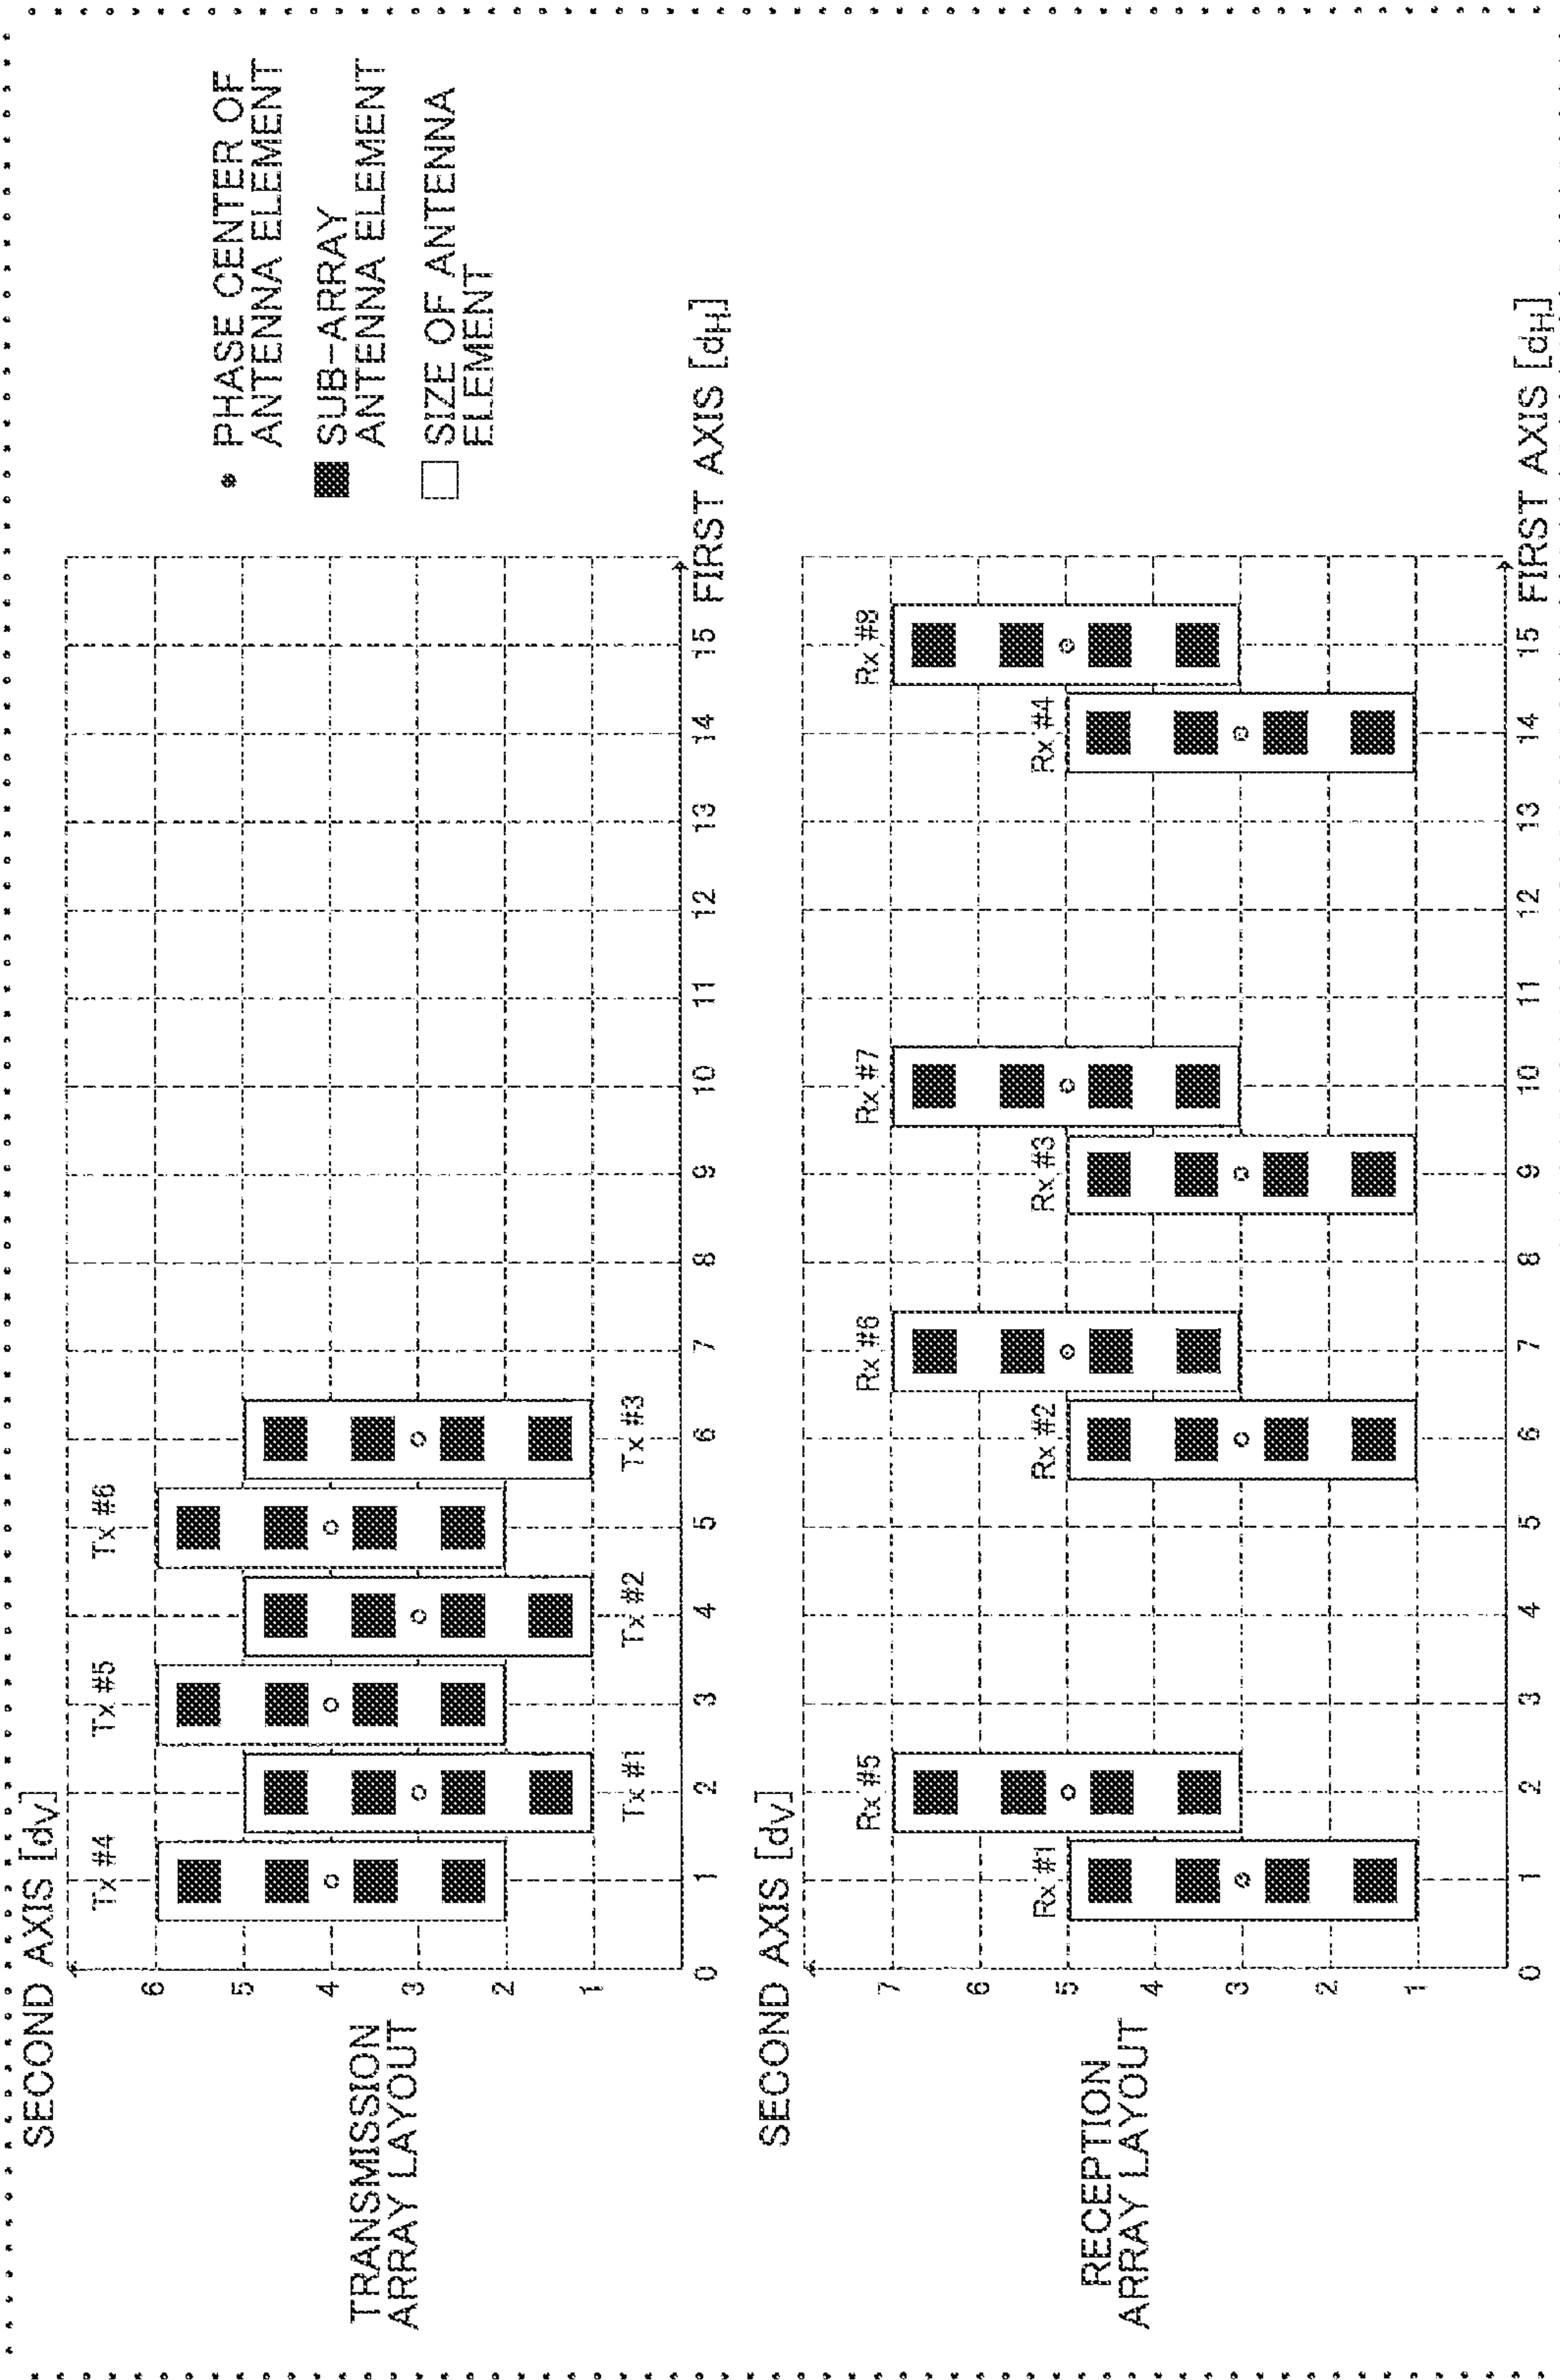 SECOND AXIS [dV]
TRANSMISSION
ARRAY LAYOUT
6
5
4
3
2
1
Tx #4
Tx #5
Tx #6
Tx #1
Tx #2
Tx #3
0 1 2 3 4 5 6 7 8 9 10 11 12 13 14 15 FIRST AXIS [dH]
PHASE CENTER OF
ANTENNA ELEMENT
SUB-ARRAY
ANTENNA ELEMENT
SIZE OF ANTENNA
ELEMENT
SECOND AXIS [dV]
RECEPTION
ARRAY LAYOUT
7
6
5
4
3
2
1
Rx #5
Rx #6
Rx #7
Rx #8
Rx #1
Rx #2
Rx #3
Rx #4
0 1 2 3 4 5 6 7 8 9 10 11 12 13 14 15 FIRST AXIS [dH]